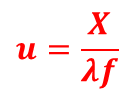 u = X / λf